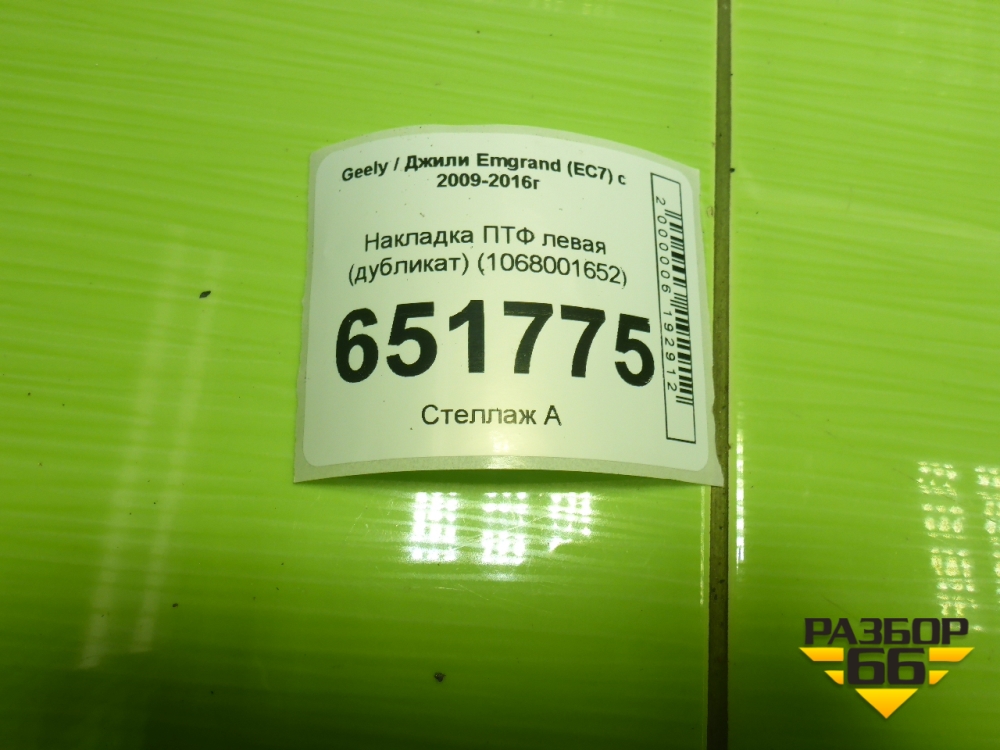 Geely / Джили Emgrand (EC7) с
2009-2016г
Накладка ПТФ левая
(дубликат) (1068001652)
651775
Стеллаж А
2000006192912
РАЗБОР
66